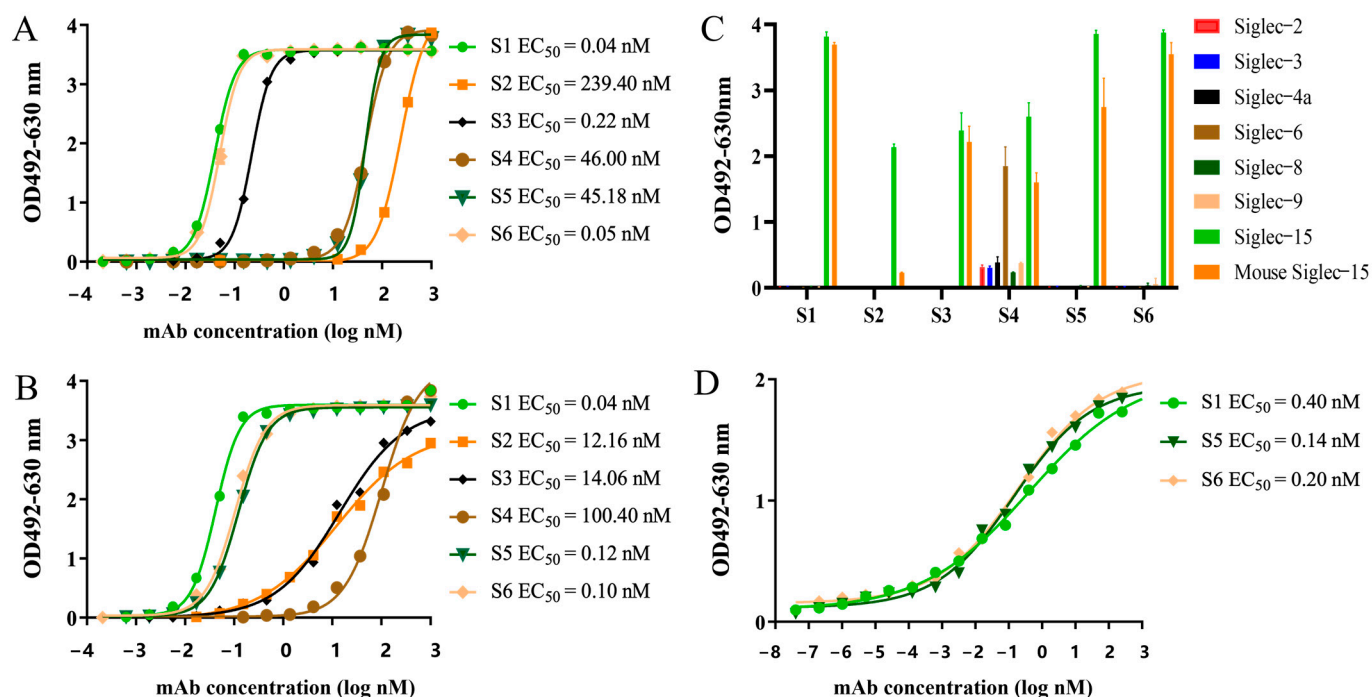 A
OD492-630 nm
4
3
2
1
0
−4 −3 −2 −1 0 1 2 3
mAb concentration (log nM)
S1 EC50 = 0.04 nM
S2 EC50 = 239.40 nM
S3 EC50 = 0.22 nM
S4 EC50 = 46.00 nM
S5 EC50 = 45.18 nM
S6 EC50 = 0.05 nM
C
OD492-630nm
4
3
2
1
0
S1 S2 S3 S4 S5 S6
Siglec−2
Siglec−3
Siglec−4a
Siglec−6
Siglec−8
Siglec−9
Siglec−15
Mouse Siglec−15
B
OD492-630 nm
4
3
2
1
0
−4 −3 −2 −1 0 1 2 3
mAb concentration (log nM)
S1 EC50 = 0.04 nM
S2 EC50 = 12.16 nM
S3 EC50 = 14.06 nM
S4 EC50 = 100.40 nM
S5 EC50 = 0.12 nM
S6 EC50 = 0.10 nM
D
OD492-630 nm
2
1
0
−8 −7 −6 −5 −4 −3 −2 −1 0 1 2 3
mAb concentration (log nM)
S1 EC50 = 0.40 nM
S5 EC50 = 0.14 nM
S6 EC50 = 0.20 nM